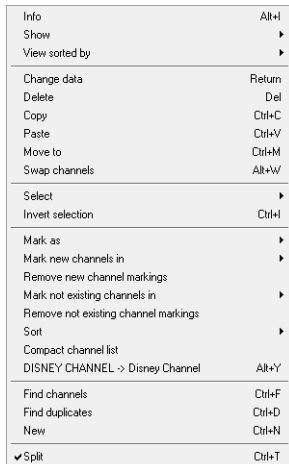 Info Alt+I
Show
View sorted by
Change data Return
Delete Del
Copy Ctrl+C
Paste Ctrl+V
Move to Ctrl+M
Swap channels Alt+W
Select
Invert selection Ctrl+I
Mark as
Mark new channels in
Remove new channel markings
Mark not existing channels in
Remove not existing channel markings
Sort
Compact channel list
DISNEY CHANNEL -> Disney Channel Alt+Y
Find channels Ctrl+F
Find duplicates Ctrl+D
New Ctrl+N
Split Ctrl+T